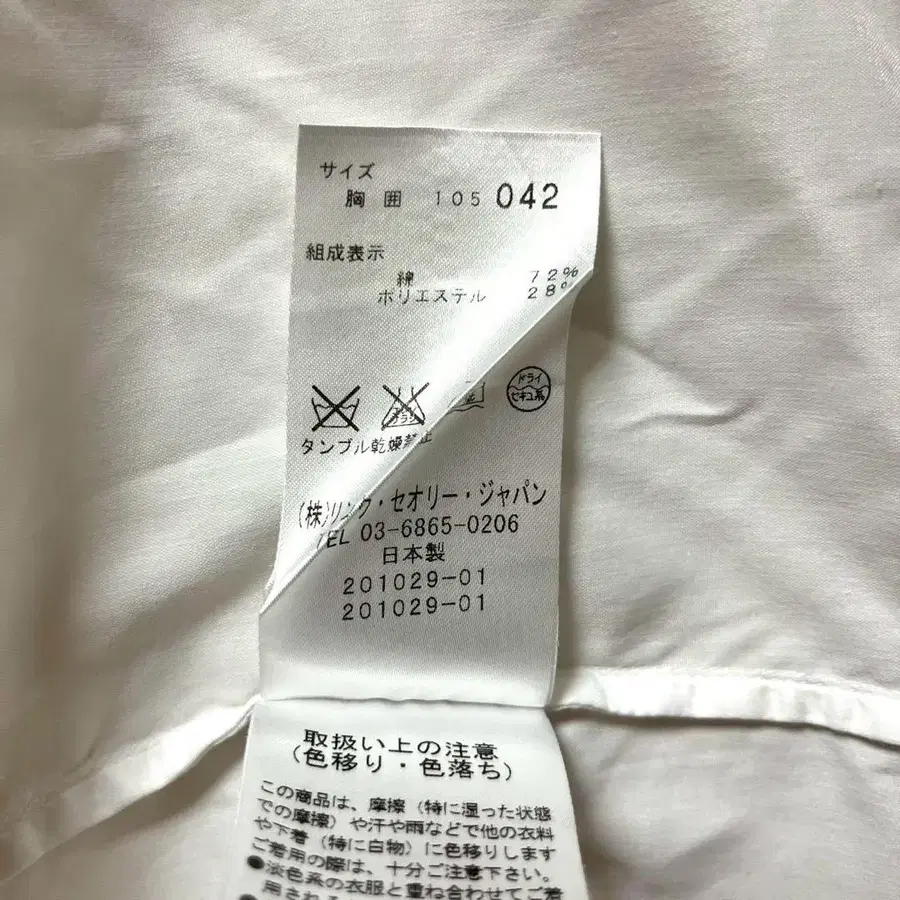 サイズ
胸囲 105 042
組成表示
綿 72%
ポリエステル 28%
ドライ
セキユ系
タンブル乾燥禁止
(株)リンク・セオリー・ジャパン
TEL 03-6865-0206
日本製
201029-01
201029-01
取扱い上の注意
(色移り・色落ち)
この商品は、摩擦(特に湿った状態
での摩擦)や汗や雨などで他の衣料
や下着(特に白物)に色移りします
ご着用の際は、十分ご注意下さい。
●淡色系の衣服と重ね合わせてご着
用される